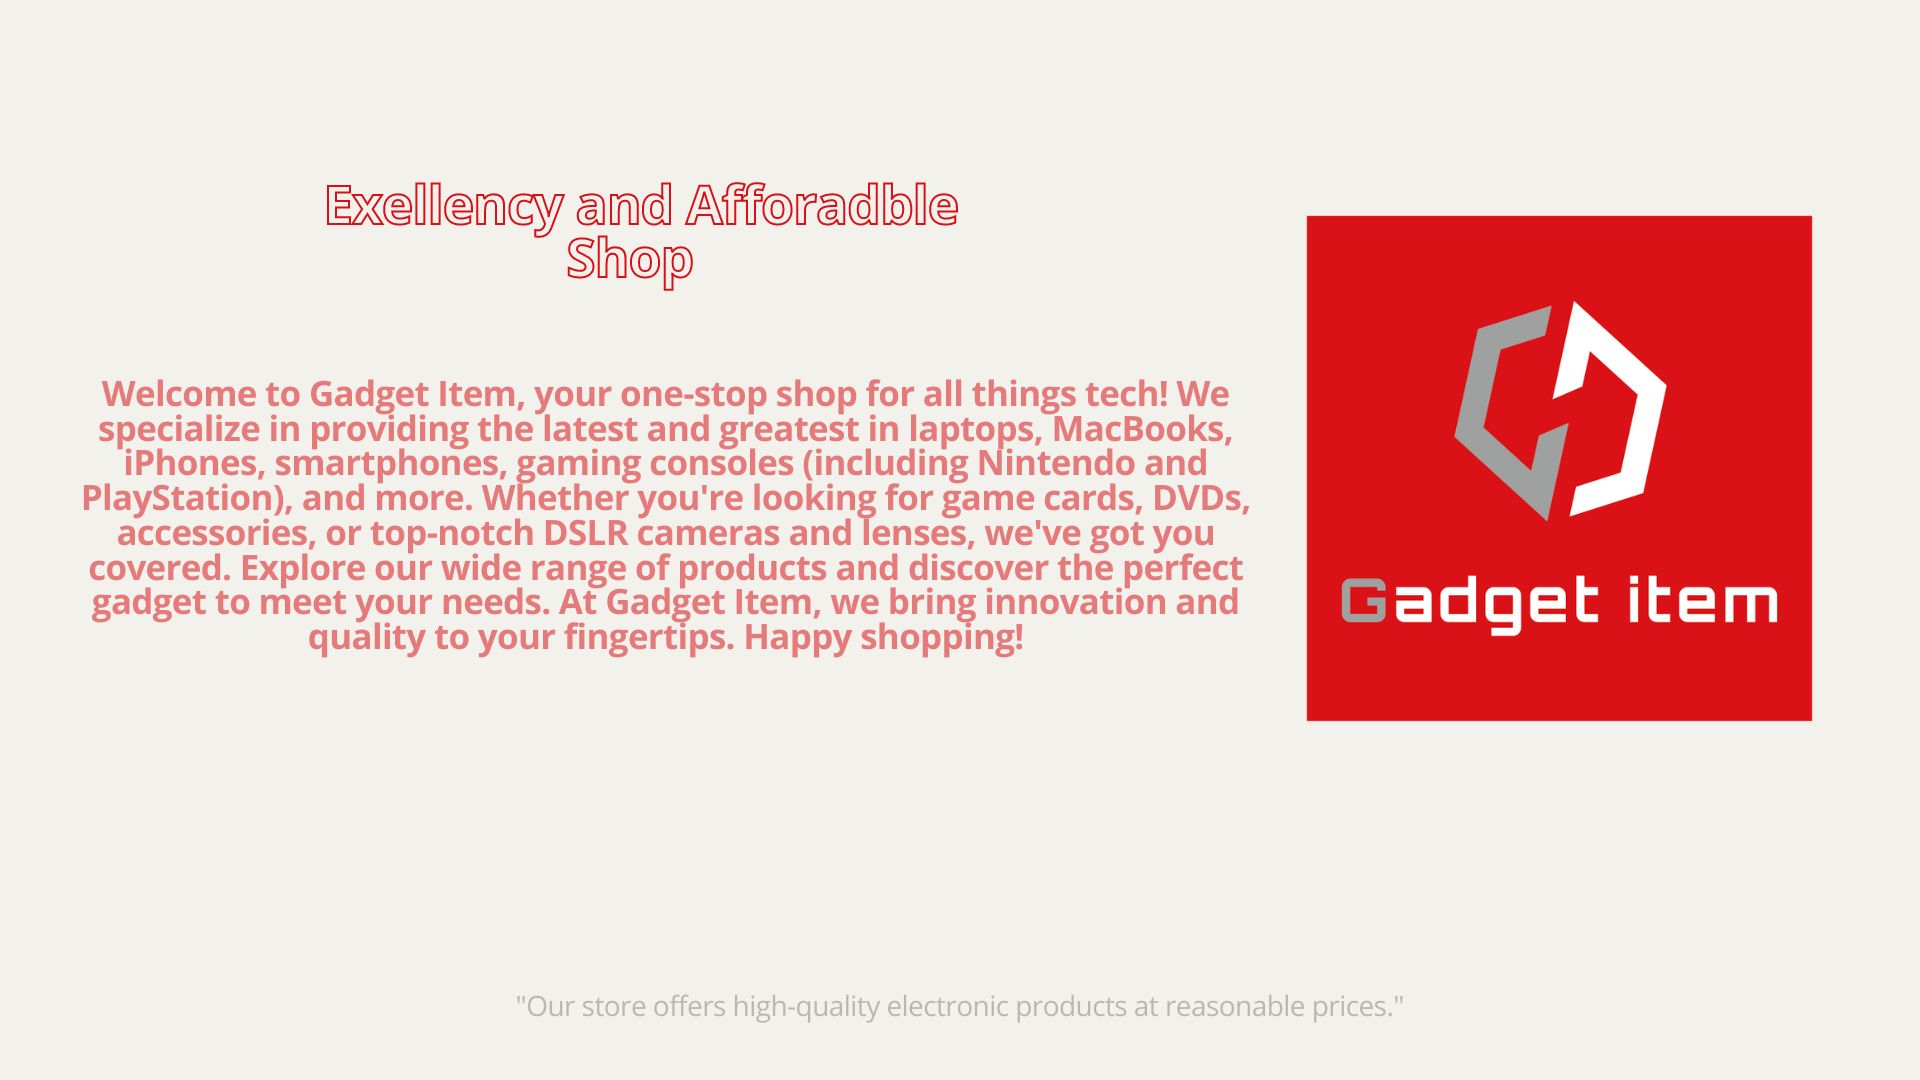 Exellency and Afforadble
Shop
Welcome to Gadget Item, your one-stop shop for all things tech! We
specialize in providing the latest and greatest in laptops, MacBooks,
iPhones, smartphones, gaming consoles (including Nintendo and
PlayStation), and more. Whether you're looking for game cards, DVDs,
accessories, or top-notch DSLR cameras and lenses, we've got you
covered. Explore our wide range of products and discover the perfect
gadget to meet your needs. At Gadget Item, we bring innovation and
quality to your fingertips. Happy shopping!
Gadget item
"Our store offers high-quality electronic products at reasonable prices."